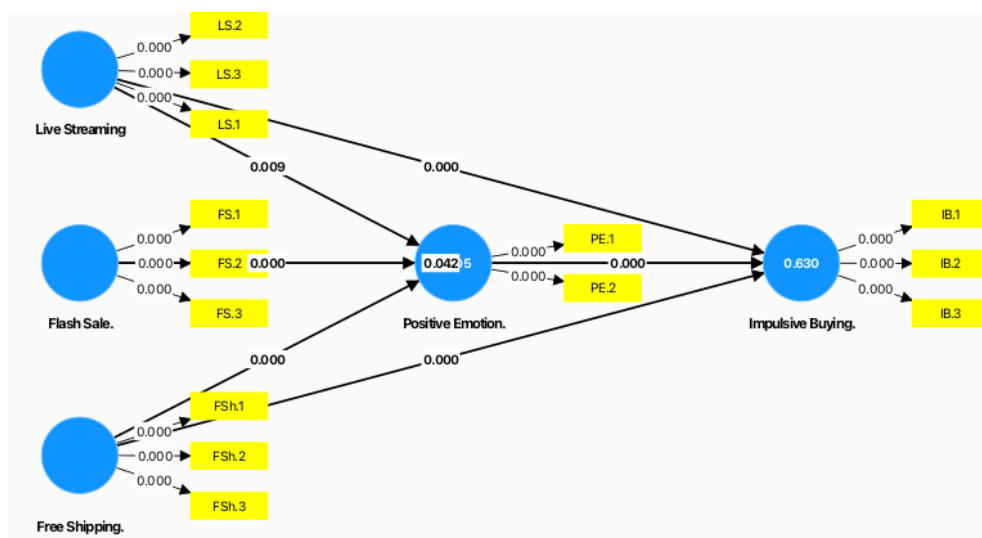 LS.2
0.000
0.000
LS.3
0.000
LS.1
Live Streaming
0.009
0.000
FS.1
0.000
0.000
FS.2
0.000
0.000
FS.3
Flash Sale.
0.042
Positive Emotion.
0.000
PE.1
0.000
PE.2
0.000
0.630
Impulsive Buying.
0.000
IB.1
0.000
IB.2
0.000
IB.3
0.000
0.000
FSh.1
0.000
0.000
FSh.2
0.000
FSh.3
Free Shipping.